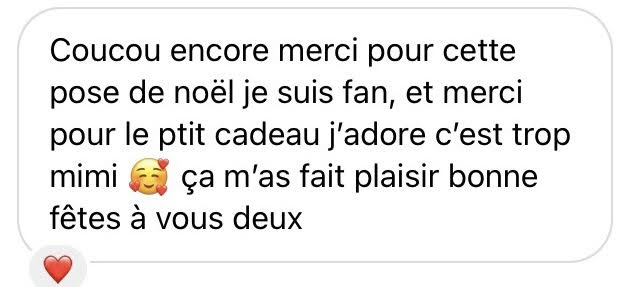 Coucou encore merci pour cette
pose de noël je suis fan, et merci
pour le ptit cadeau j’adore c’est trop
mimi 🥰 ça m’as fait plaisir bonne
fêtes à vous deux